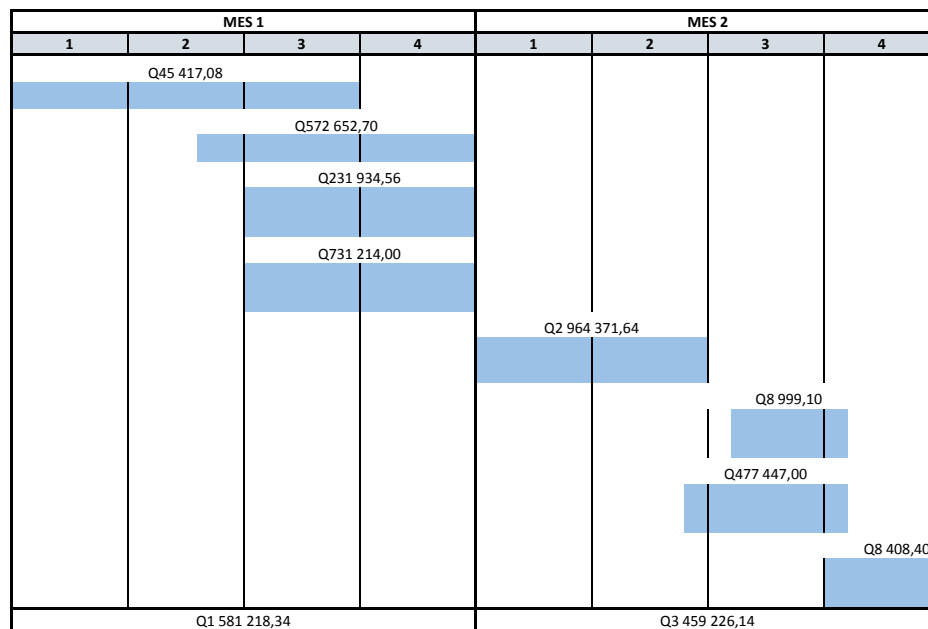 MES 1 MES 2
1 2 3 4 1 2 3 4
Q45 417,08
Q572 652,70
Q231 934,56
Q731 214,00
Q2 964 371,64
Q8 999,10
Q477 447,00
Q8 408,40
Q1 581 218,34 Q3 459 226,14